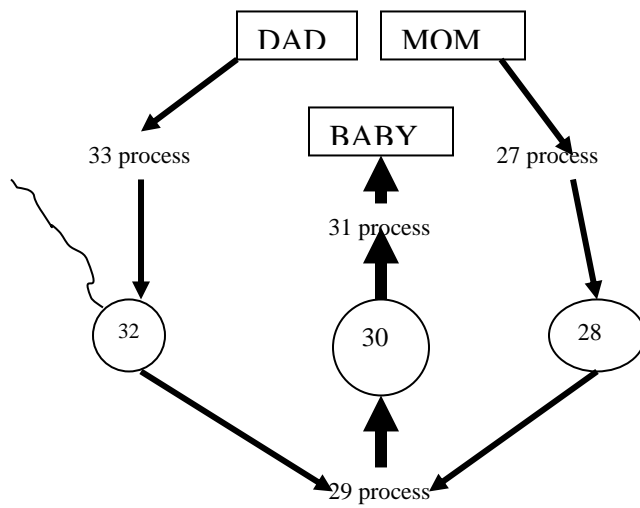 DAD
MOM
BABY
33 process
27 process
31 process
32
30
28
29 process